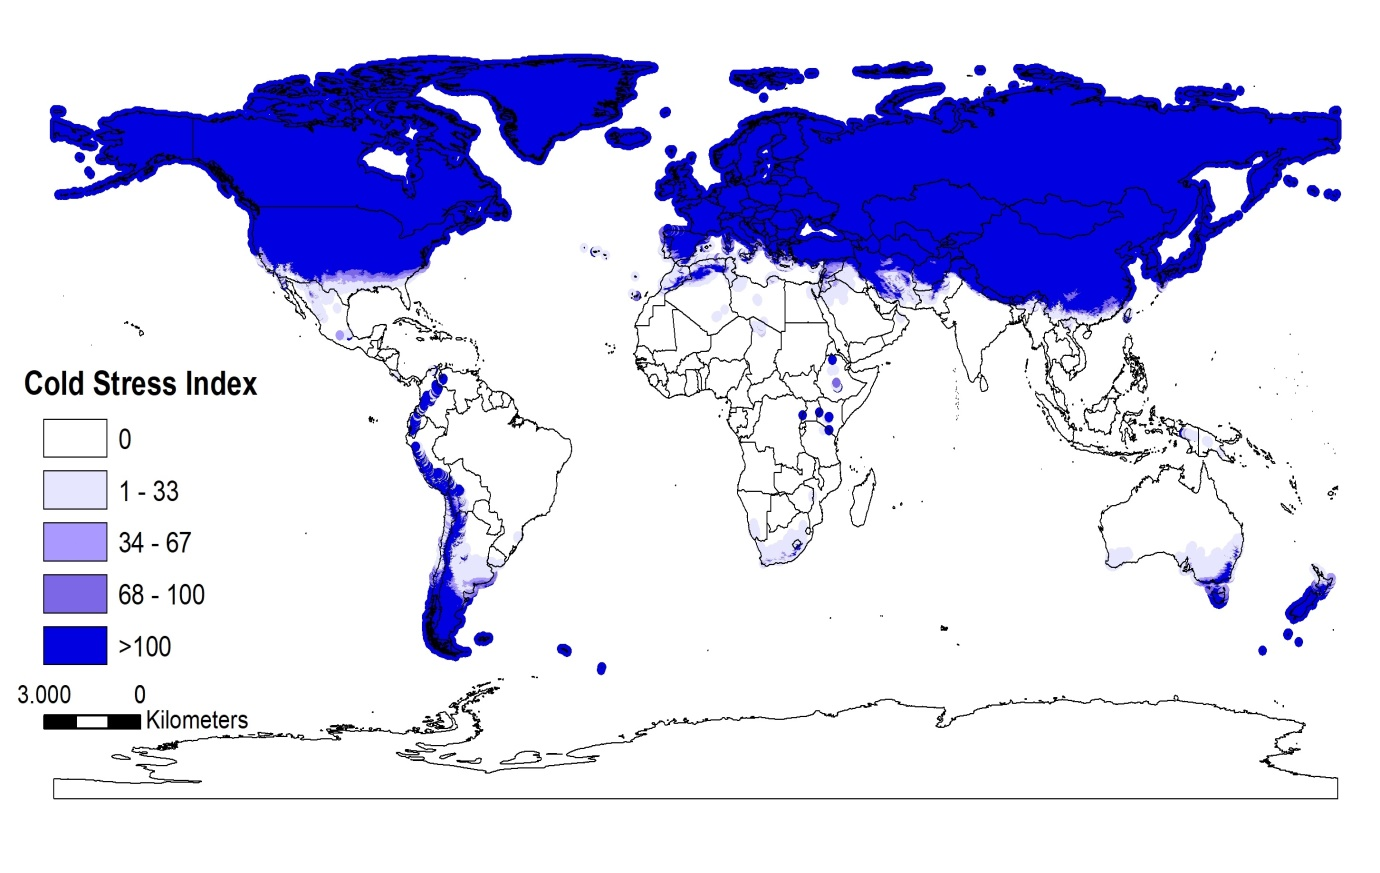 Cold Stress Index
0
1 - 33
34 - 67
68 - 100
>100
3.000 0
Kilometers